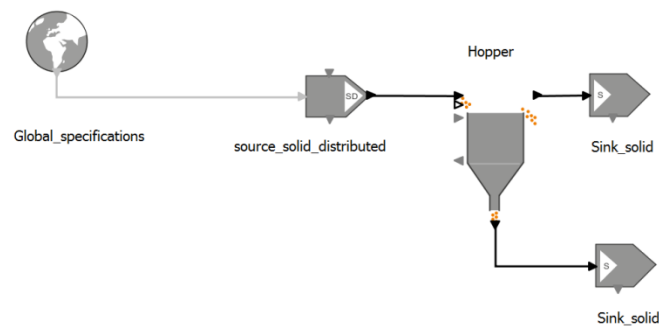 Hopper
SD
S
Global_specifications
source_solid_distributed
Sink_solid
S
Sink_solid